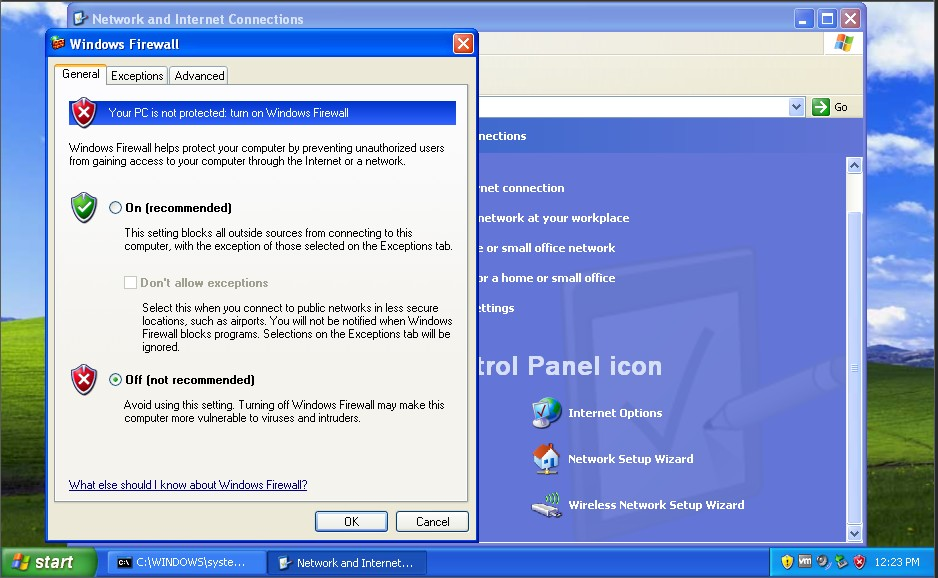 Network and Internet Connections
Windows Firewall
General
Exceptions
Advanced
Your PC is not protected: turn on Windows Firewall
Windows Firewall helps protect your computer by preventing unauthorized users
from gaining access to your computer through the Internet or a network.
On (recommended)
This setting blocks all outside sources from connecting to this
computer, with the exception of those selected on the Exceptions tab.
Don't allow exceptions
Select this when you connect to public networks in less secure
locations, such as airports. You will not be notified when Windows
Firewall blocks programs. Selections on the Exceptions tab will be
ignored.
Off (not recommended)
Avoid using this setting. Turning off Windows Firewall may make this
computer more vulnerable to viruses and intruders.
What else should I know about Windows Firewall?
OK
Cancel
Go
nections
net connection
network at your workplace
e or small office network
or a home or small office
ettings
trol Panel icon
Internet Options
Network Setup Wizard
Wireless Network Setup Wizard
start
C:\WINDOWS\syste...
Network and Internet...
12:23 PM